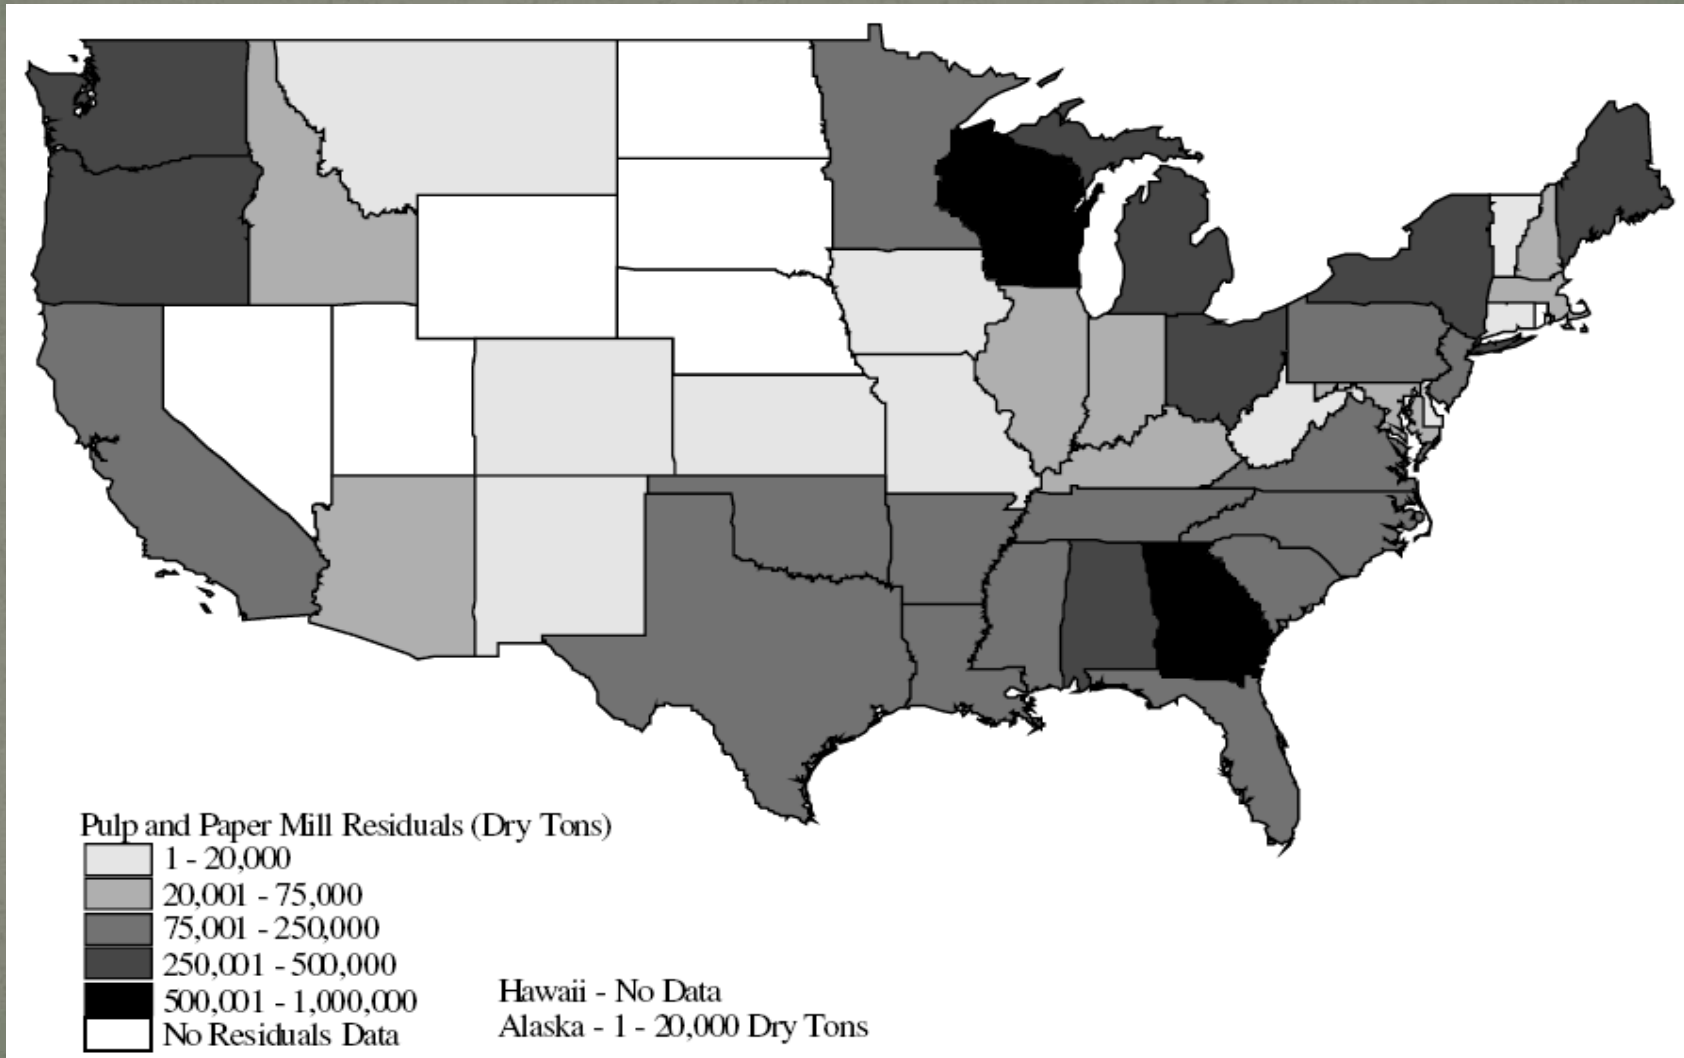 Pulp and Paper Mill Residuals (Dry Tons)
1 - 20,000
20,001 - 75,000
75,001 - 250,000
250,001 - 500,000
500,001 - 1,000,000
No Residuals Data
Hawaii - No Data
Alaska - 1 - 20,000 Dry Tons